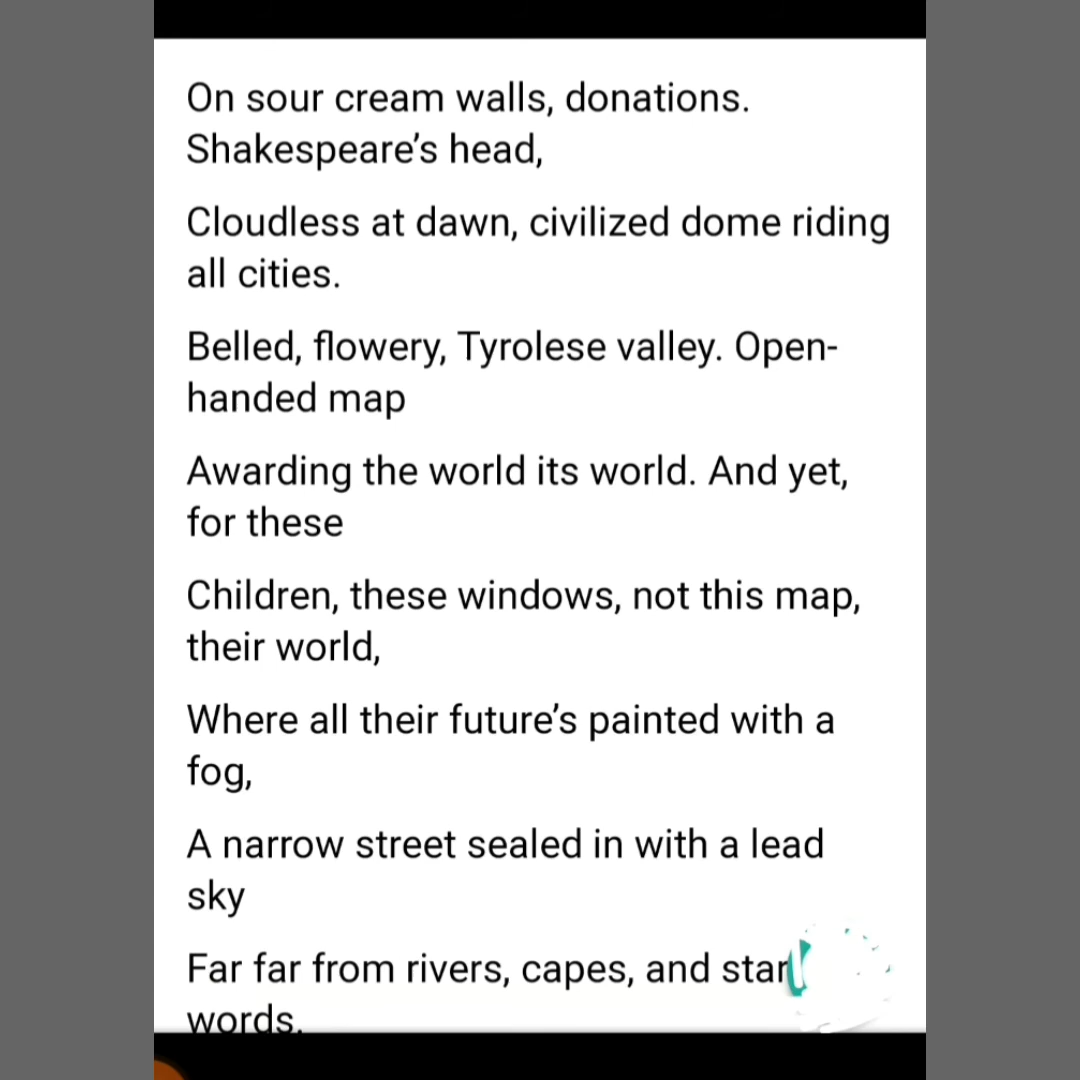 On sour cream walls, donations.
Shakespeare's head,
Cloudless at dawn, civilized dome riding
all cities.
Belled, flowery, Tyrolese valley. Open-
handed map
Awarding the world its world. And yet,
for these
Children, these windows, not this map,
their world,
Where all their future's painted with a
fog,
A narrow street sealed in with a lead
sky
Far far from rivers, capes, and star
words.